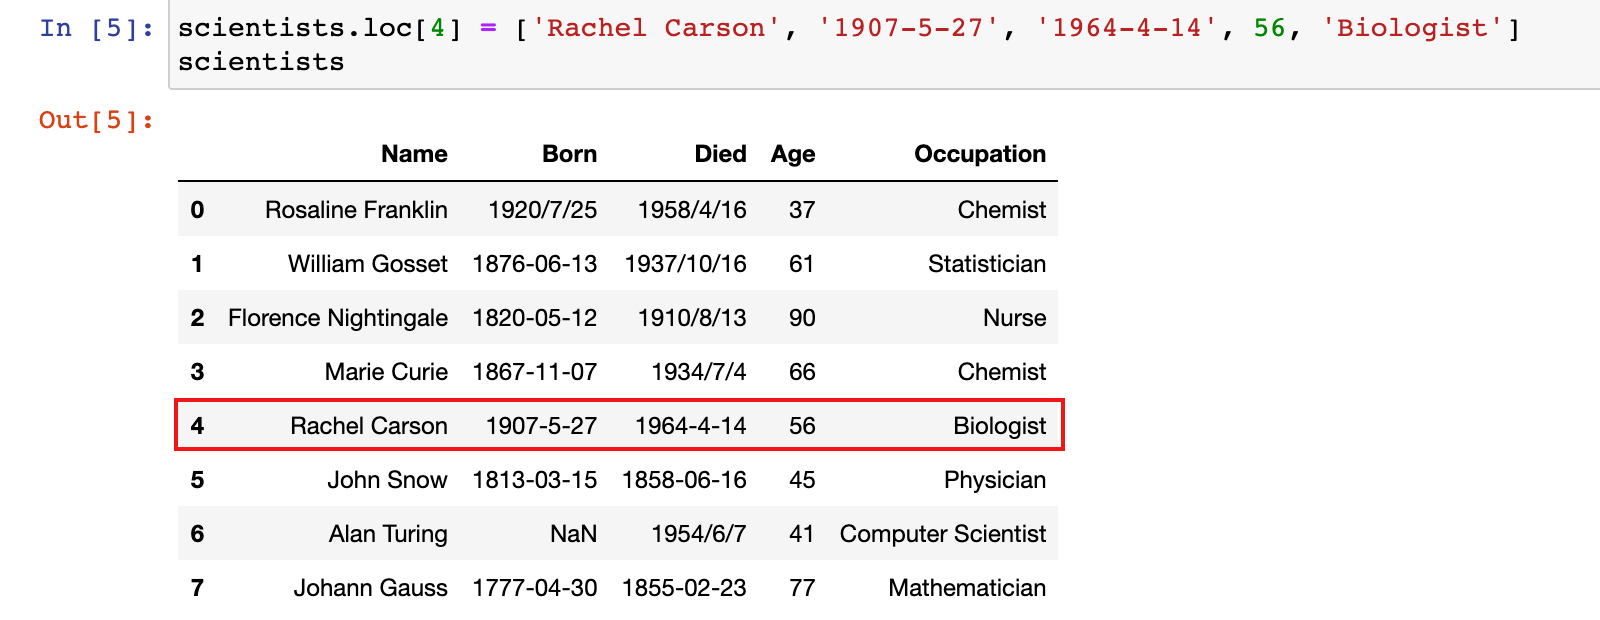 In [5]: scientists.loc[4] = ['Rachel Carson', '1907-5-27', '1964-4-14', 56, 'Biologist']
scientists
Out[5]:
Name Born Died Age Occupation
0 Rosaline Franklin 1920/7/25 1958/4/16 37 Chemist
1 William Gosset 1876-06-13 1937/10/16 61 Statistician
2 Florence Nightingale 1820-05-12 1910/8/13 90 Nurse
3 Marie Curie 1867-11-07 1934/7/4 66 Chemist
4 Rachel Carson 1907-5-27 1964-4-14 56 Biologist
5 John Snow 1813-03-15 1858-06-16 45 Physician
6 Alan Turing NaN 1954/6/7 41 Computer Scientist
7 Johann Gauss 1777-04-30 1855-02-23 77 Mathematician